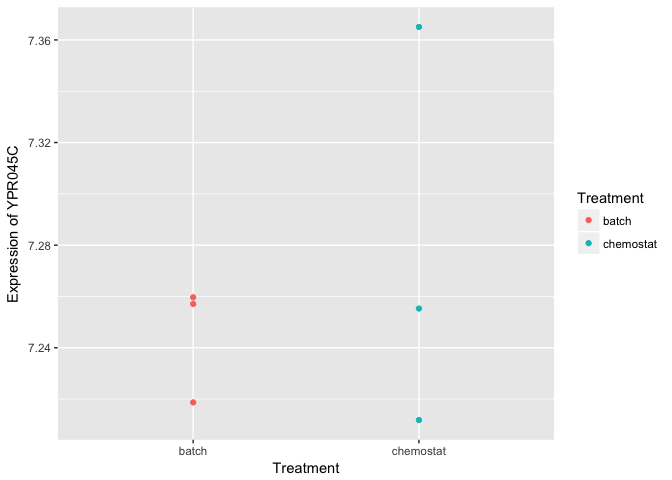 7.36
7.32
7.28
7.24
Expression of YPR045C
batch
chemostat
Treatment
Treatment
batch
chemostat